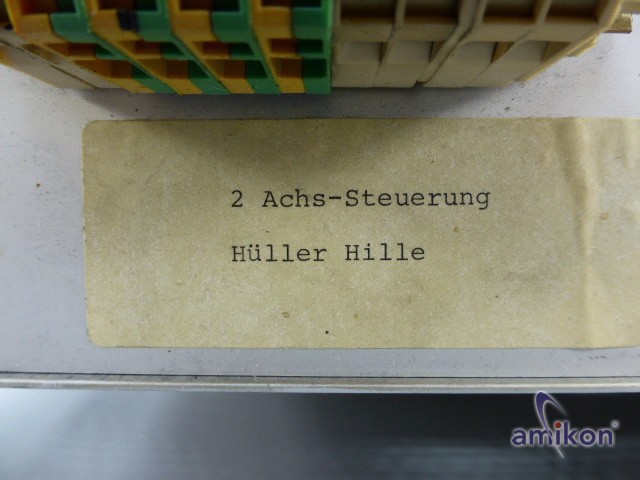 2 Achs-Steuerung
Hüller Hille
amikon